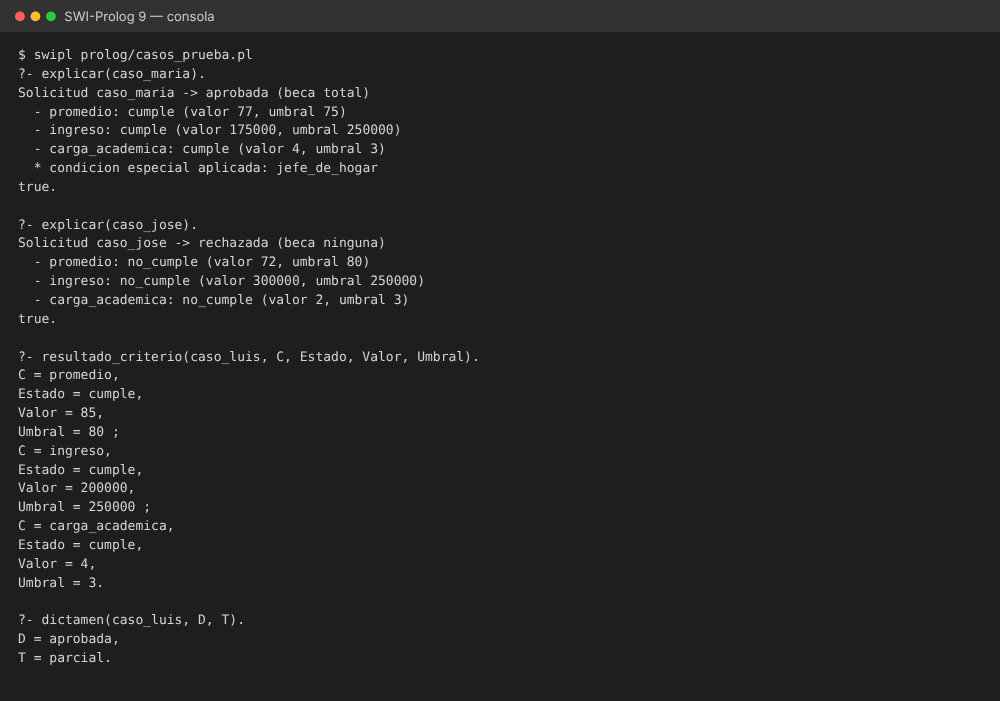 SWI-Prolog 9 — consola
$ swipl prolog/casos_prueba.pl
?- explicar(caso_maria).
Solicitud caso_maria -> aprobada (beca total)
  - promedio: cumple (valor 77, umbral 75)
  - ingreso: cumple (valor 175000, umbral 250000)
  - carga_academica: cumple (valor 4, umbral 3)
  * condicion especial aplicada: jefe_de_hogar
true.

?- explicar(caso_jose).
Solicitud caso_jose -> rechazada (beca ninguna)
  - promedio: no_cumple (valor 72, umbral 80)
  - ingreso: no_cumple (valor 300000, umbral 250000)
  - carga_academica: no_cumple (valor 2, umbral 3)
true.

?- resultado_criterio(caso_luis, C, Estado, Valor, Umbral).
C = promedio,
Estado = cumple,
Valor = 85,
Umbral = 80 ;
C = ingreso,
Estado = cumple,
Valor = 200000,
Umbral = 250000 ;
C = carga_academica,
Estado = cumple,
Valor = 4,
Umbral = 3.

?- dictamen(caso_luis, D, T).
D = aprobada,
T = parcial.